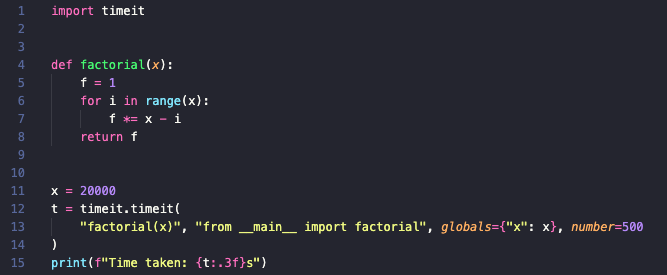 1 import timeit
2
3
4 def factorial(x):
5     f = 1
6     for i in range(x):
7         f *= x - i
8     return f
9
10
11 x = 20000
12 t = timeit.timeit(
13     "factorial(x)", "from __main__ import factorial", globals={"x": x}, number=500
14 )
15 print(f"Time taken: {t:.3f}s")